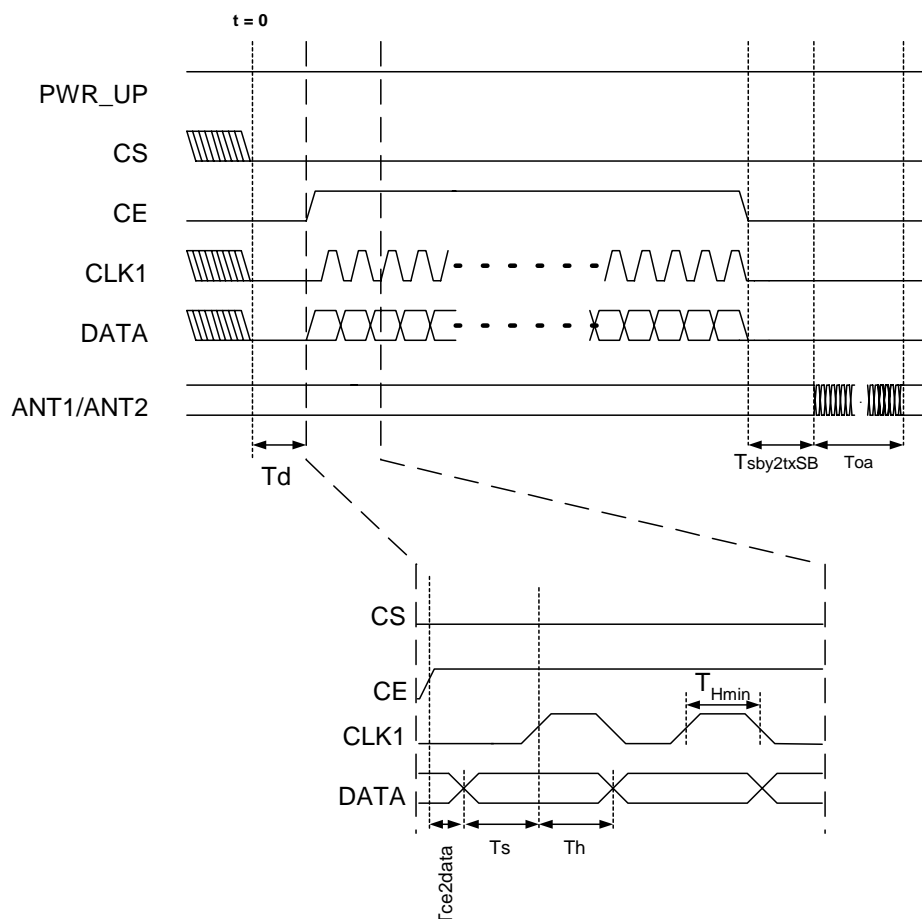 t = 0
PWR_UP
CS
CE
CLK1
DATA
ANT1/ANT2
Td
Tsby2txSB
Toa
CS
CE
THmin
CLK1
DATA
Tce2data
Ts
Th